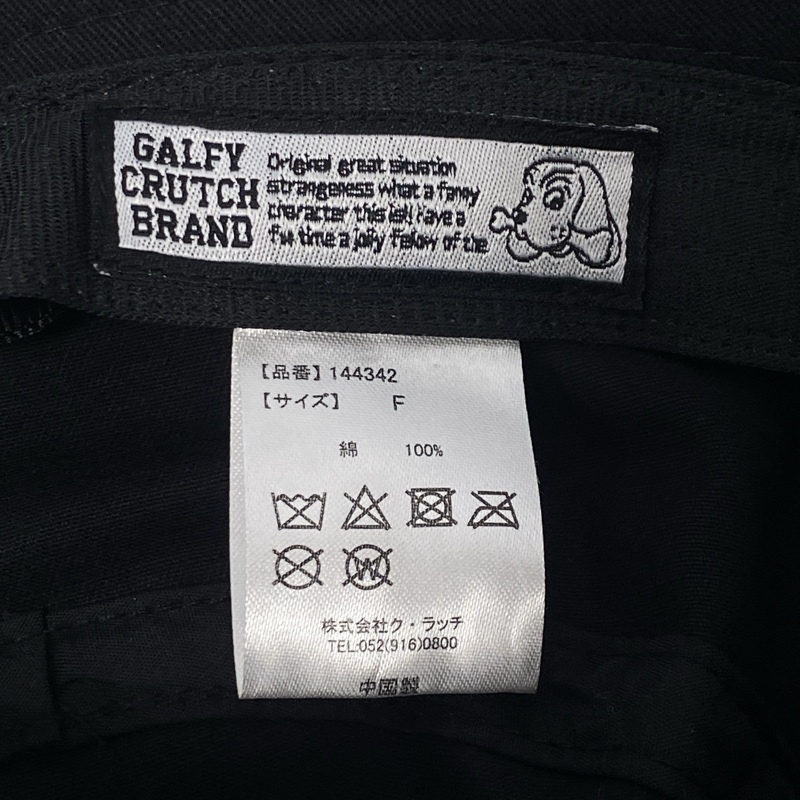 GALFY
CRUTCH
BRAND
Original great situation
strangeness what a fancy
character this is!! have a
fun time a jolly fellow of the
【品番】144342
【サイズ】 F
綿 100%
W
株式会社ク・ラッチ
TEL:052(916)0800
中国製